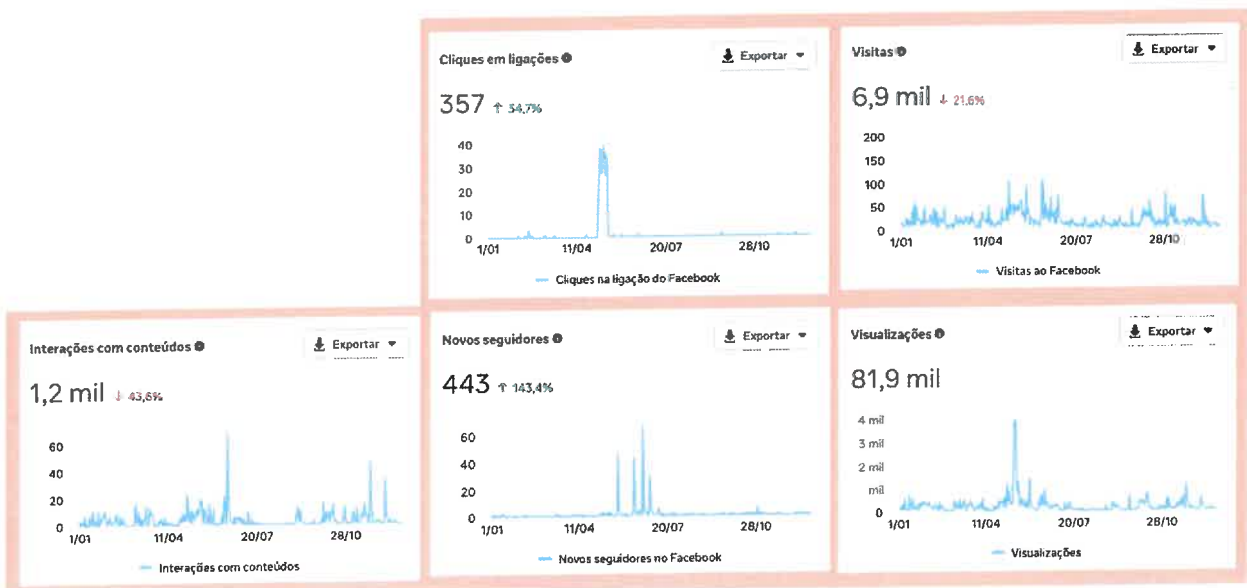 Cliques em ligações
Exportar
357 ↑ 54,7%
40
30
20
10
0
1/01 11/04 20/07 28/10
Cliques na ligação do Facebook
Visitas
Exportar
6,9 mil ↓ 21,6%
200
150
100
50
0
1/01 11/04 20/07 28/10
Visitas ao Facebook
Interações com conteúdos
Exportar
1,2 mil ↓ 43,6%
60
40
20
0
1/01 11/04 20/07 28/10
Interações com conteúdos
Novos seguidores
Exportar
443 ↑ 143,4%
60
40
20
0
1/01 11/04 20/07 28/10
Novos seguidores no Facebook
Visualizações
Exportar
81,9 mil
4 mil
3 mil
2 mil
mil
0
1/01 11/04 20/07 28/10
Visualizações